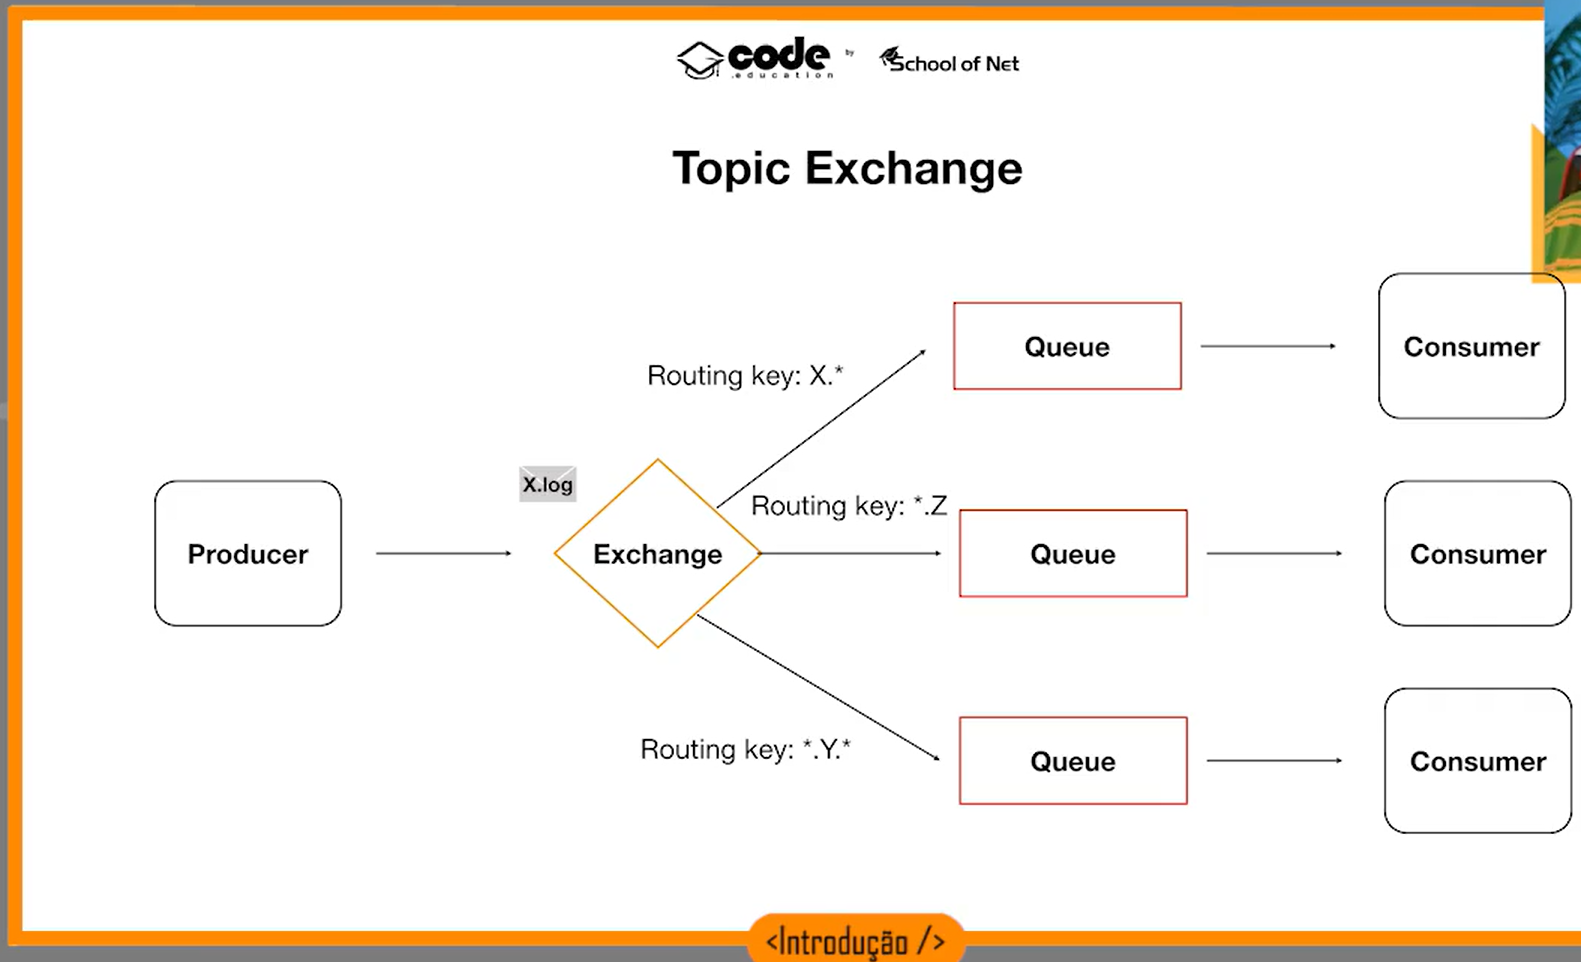 code
.education
by
School of Net
Topic Exchange
Queue
Consumer
Routing key: X.*
X.log
Routing key: *.Z
Producer
Exchange
Queue
Consumer
Routing key: *.Y.*
Queue
Consumer
<Introdução />